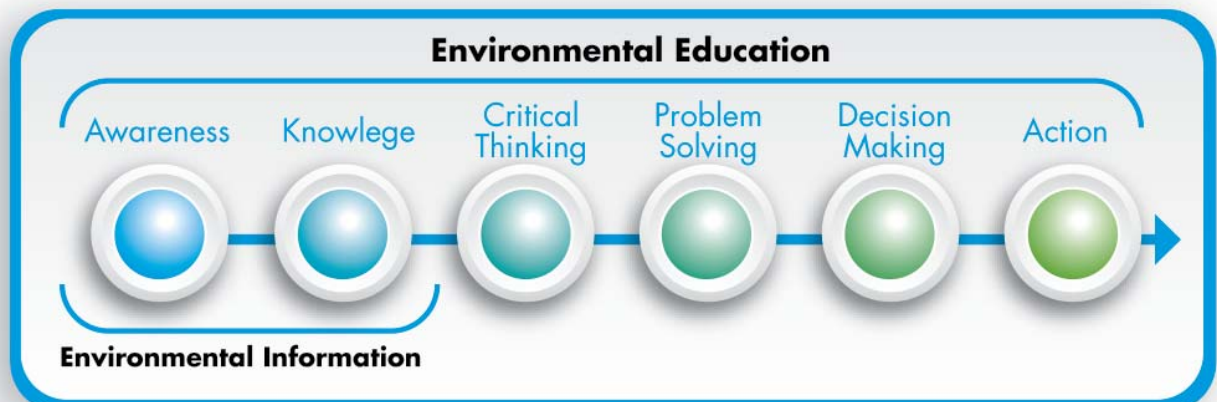 Environmental Education
Awareness
Knowlege
Critical
Thinking
Problem
Solving
Decision
Making
Action
Environmental Information